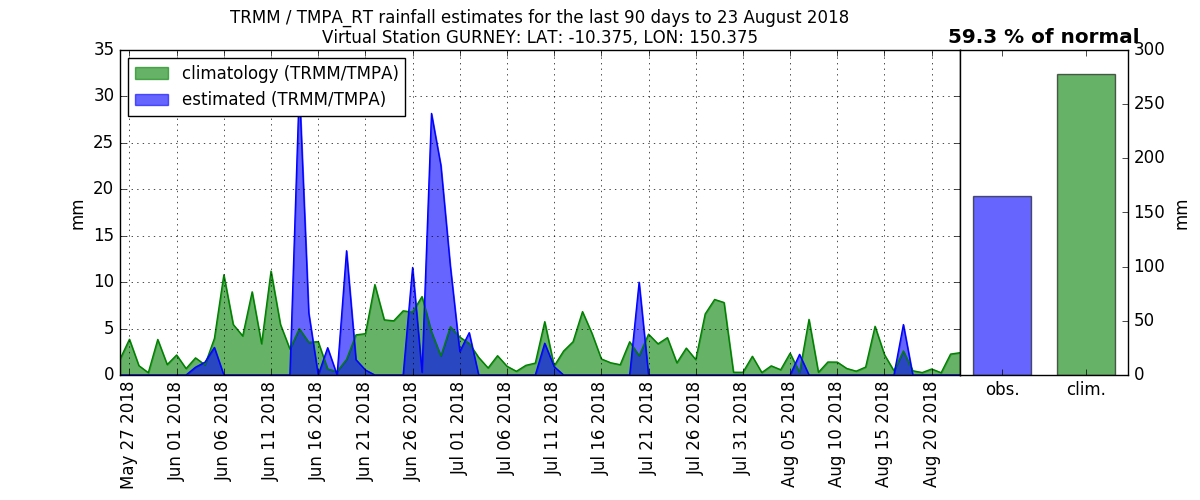 TRMM / TMPA_RT rainfall estimates for the last 90 days to 23 August 2018
Virtual Station GURNEY: LAT: -10.375, LON: 150.375
59.3 % of normal
climatology (TRMM/TMPA)
estimated (TRMM/TMPA)
35
30
25
20
15
10
5
0
mm
May 27 2018
Jun 01 2018
Jun 06 2018
Jun 11 2018
Jun 16 2018
Jun 21 2018
Jun 26 2018
Jul 01 2018
Jul 06 2018
Jul 11 2018
Jul 16 2018
Jul 21 2018
Jul 26 2018
Jul 31 2018
Aug 05 2018
Aug 10 2018
Aug 15 2018
Aug 20 2018
obs.
clim.
300
250
200
150
100
50
0
mm